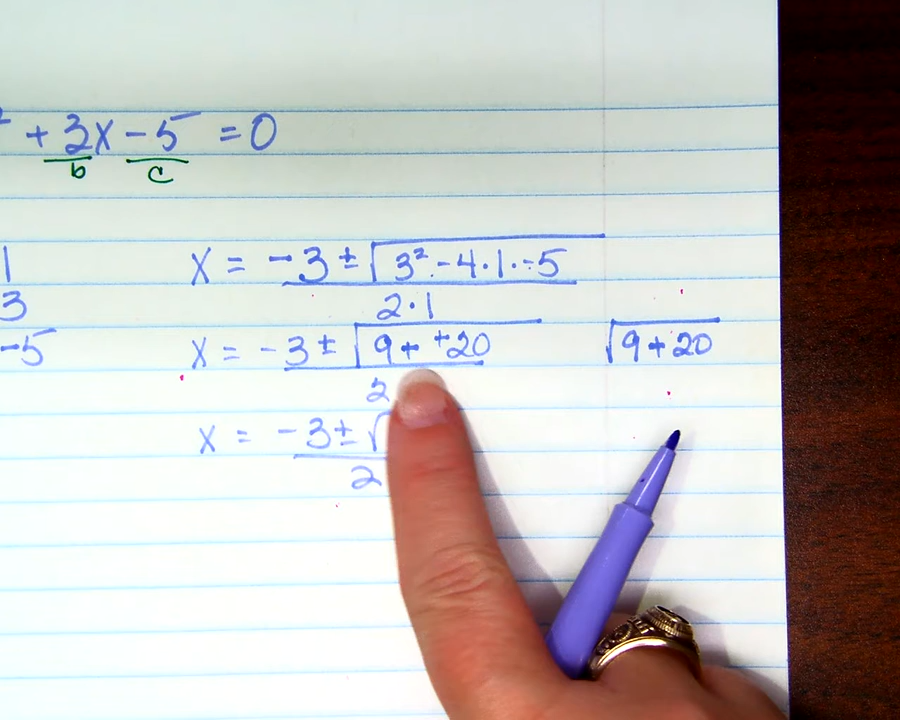 ² + 3x - 5 = 0
b c
1
x = -3 ± √3² - 4·1·-5
2·1
3
-5
x = -3 ± √9 + +20
√9 + 20
2
x = -3 ± √
2